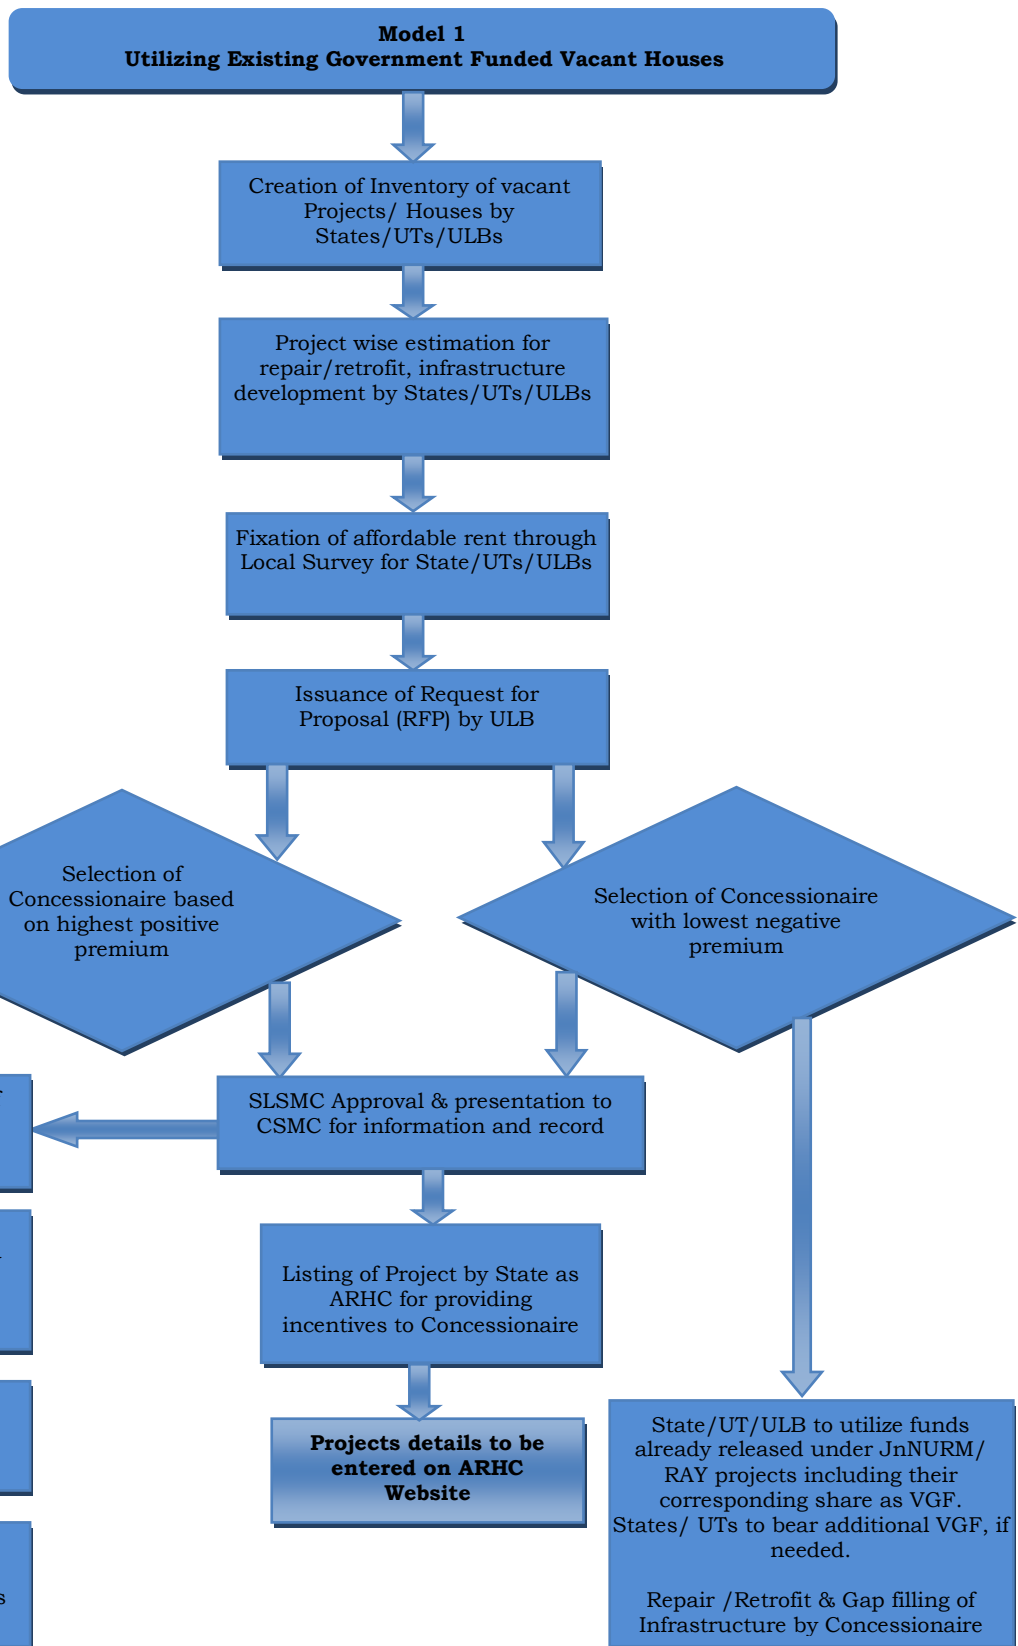 Model 1
Utilizing Existing Government Funded Vacant Houses
Creation of Inventory of vacant
Projects/ Houses by
States/UTs/ULBs
Project wise estimation for
repair/retrofit, infrastructure
development by States/UTs/ULBs
Fixation of affordable rent through
Local Survey for State/UTs/ULBs
Issuance of Request for
Proposal (RFP) by ULB
Selection of
Concessionaire based
on highest positive
premium
Selection of Concessionaire
with lowest negative
premium
SLSMC Approval & presentation to
CSMC for information and record
Listing of Project by State as
ARHC for providing
incentives to Concessionaire
Projects details to be
entered on ARHC
Website
State/UT/ULB to utilize funds
already released under JnNURM/
RAY projects including their
corresponding share as VGF.
States/ UTs to bear additional VGF, if
needed.
Repair /Retrofit & Gap filling of
Infrastructure by Concessionaire